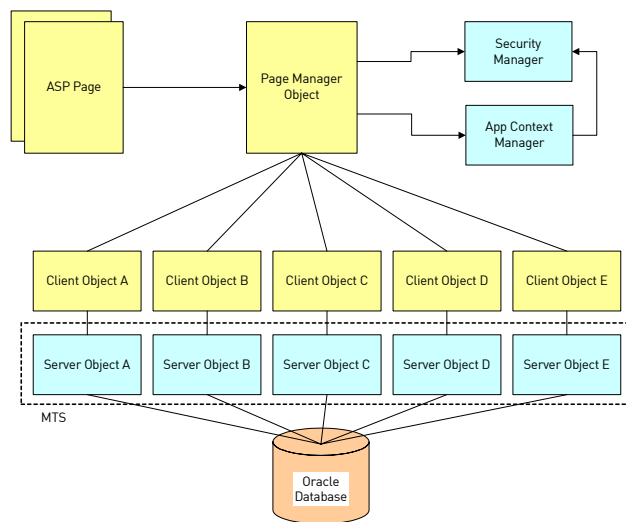 ASP Page
Page Manager
Object
Security
Manager
App Context
Manager
Client Object A
Client Object B
Client Object C
Client Object D
Client Object E
Server Object A
Server Object B
Server Object C
Server Object D
Server Object E
MTS
Oracle
Database